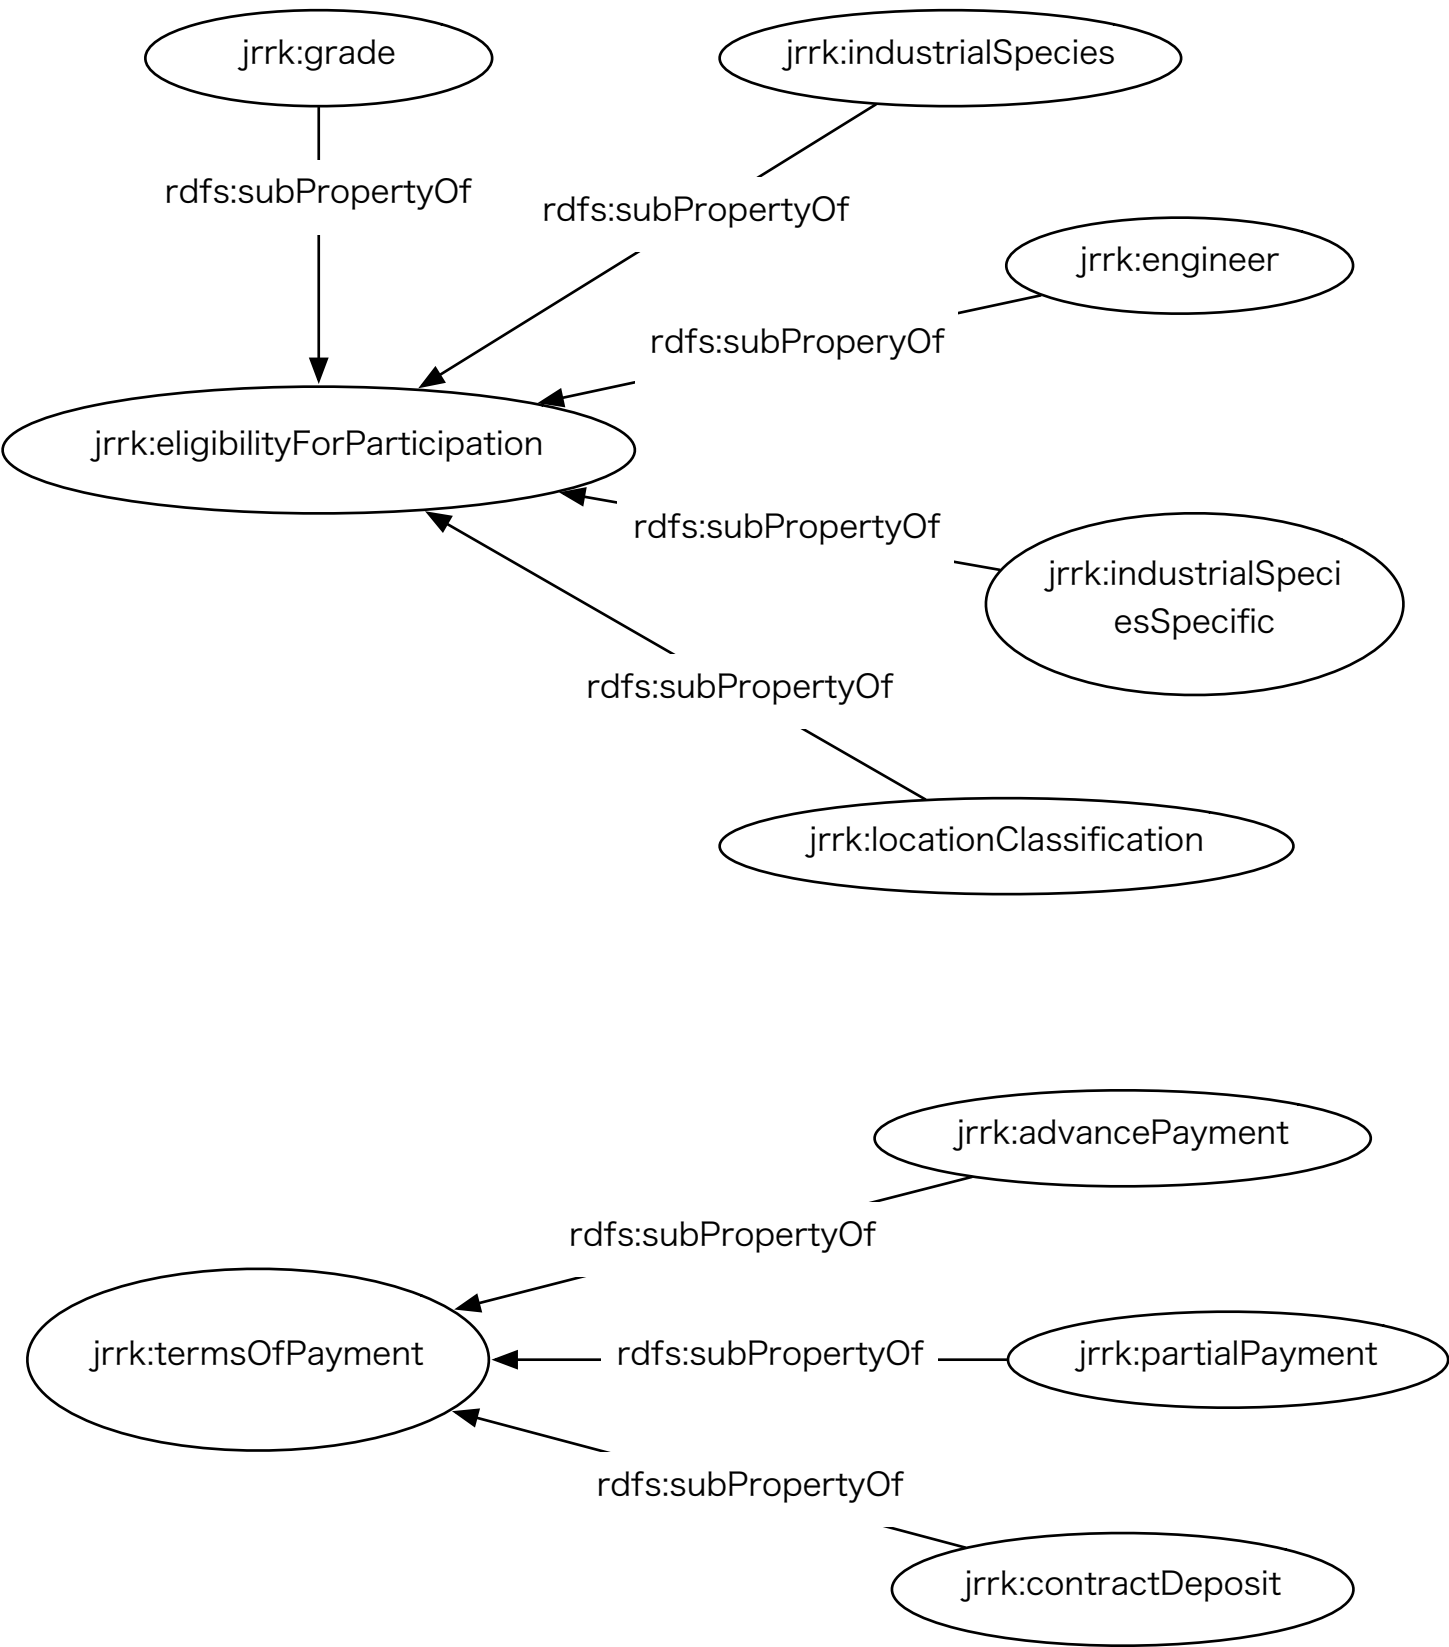 jrrk:grade
jrrk:industrialSpecies
rdfs:subPropertyOf
rdfs:subPropertyOf
jrrk:engineer
rdfs:subProperyOf
jrrk:eligibilityForParticipation
rdfs:subPropertyOf
jrrk:industrialSpeci
esSpecific
rdfs:subPropertyOf
jrrk:locationClassification
jrrk:advancePayment
rdfs:subPropertyOf
jrrk:termsOfPayment
rdfs:subPropertyOf
jrrk:partialPayment
rdfs:subPropertyOf
jrrk:contractDeposit